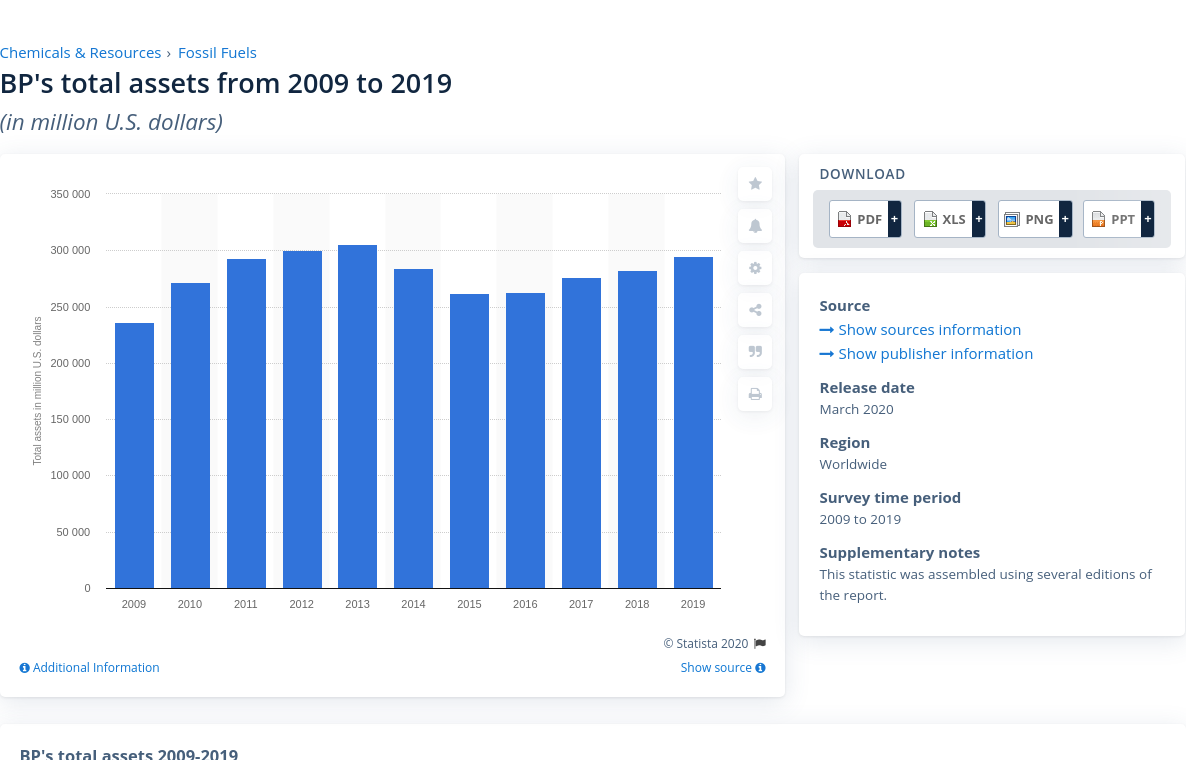 Chemicals & Resources › Fossil Fuels
BP's total assets from 2009 to 2019
(in million U.S. dollars)
350 000
300 000
250 000
200 000
150 000
100 000
50 000
0
Total assets in million U.S. dollars
2009 2010 2011 2012 2013 2014 2015 2016 2017 2018 2019
© Statista 2020
Additional Information
Show source
DOWNLOAD
PDF + XLS + PNG + PPT +
Source
Show sources information
Show publisher information
Release date
March 2020
Region
Worldwide
Survey time period
2009 to 2019
Supplementary notes
This statistic was assembled using several editions of
the report.
BP's total assets 2009-2019